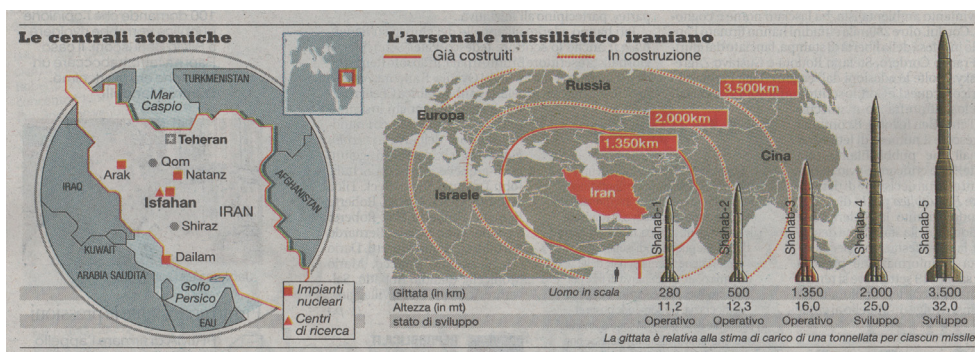 Le centrali atomiche
TURKMENISTAN
Mar
Caspio
Teheran
Qom
Arak
Natanz
IRAQ
Isfahan
AFGHANISTAN
IRAN
Shiraz
KUWAIT
Dailam
ARABIA SAUDITA
Golfo
Persico
EAU
Impianti
nucleari
Centri
di ricerca
L'arsenale missilistico iraniano
Già costruiti
In costruzione
Russia
3.500km
Europa
2.000km
1.350km
Cina
Israele
Iran
Shahab-1
Shahab-2
Shahab-3
Shahab-4
Shahab-5
Gittata (in km) Uomo in scala 280 500 1.350 2.000 3.500
Altezza (in mt) 11,2 12,3 16,0 25,0 32,0
stato di sviluppo Operativo Operativo Operativo Sviluppo Sviluppo
La gittata è relativa alla stima di carico di una tonnellata per ciascun missile